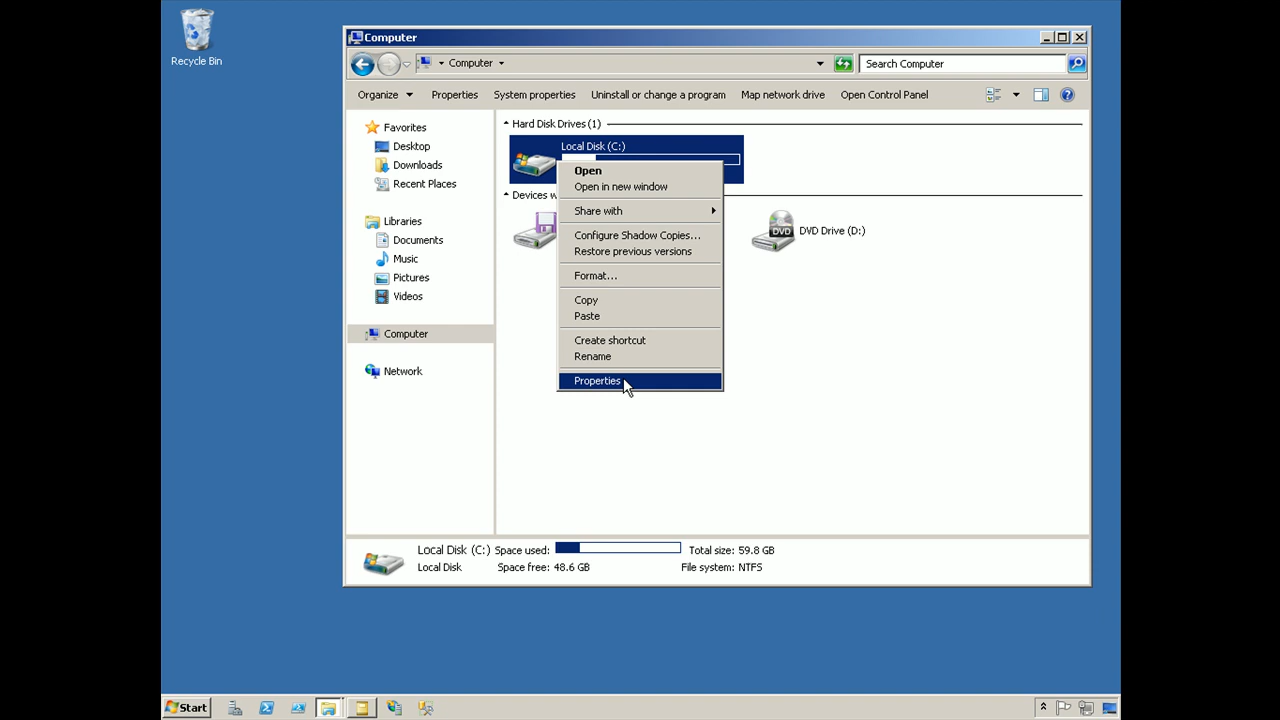 Recycle Bin
Computer
Computer
Search Computer
Organize Properties System properties Uninstall or change a program Map network drive Open Control Panel
Favorites
Desktop
Downloads
Recent Places
Libraries
Documents
Music
Pictures
Videos
Computer
Network
Hard Disk Drives (1)
Local Disk (C:)
Devices w
DVD
DVD Drive (D:)
Open
Open in new window
Share with
Configure Shadow Copies...
Restore previous versions
Format...
Copy
Paste
Create shortcut
Rename
Properties
Local Disk (C:) Space used: Total size: 59.8 GB
Local Disk Space free: 48.6 GB File system: NTFS
Start